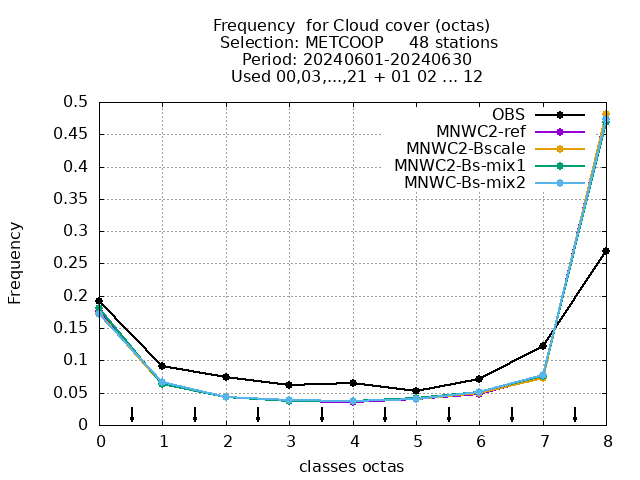 Frequency  for Cloud cover (octas)
Selection: METCOOP     48 stations
Period: 20240601-20240630
Used 00,03,...,21 + 01 02 ... 12
OBS
MNWC2-ref
MNWC2-Bscale
MNWC2-Bs-mix1
MNWC-Bs-mix2
Frequency
0.5
0.45
0.4
0.35
0.3
0.25
0.2
0.15
0.1
0.05
0
0 1 2 3 4 5 6 7 8
classes octas